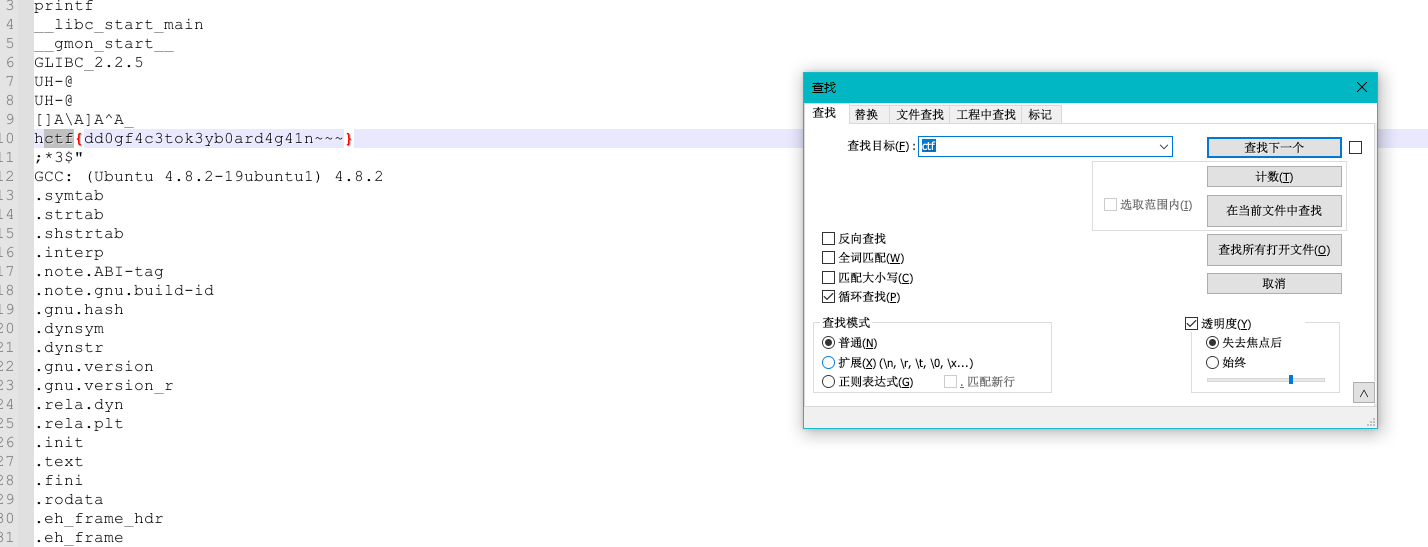 3 printf
4 __libc_start_main
5 __gmon_start__
6 GLIBC_2.2.5
7 UH-@
8 UH-@
9 []A\A]A^A_
10 hctf{dd0gf4c3tok3yb0ard4g41n~~~}
11 ;*3$"
12 GCC: (Ubuntu 4.8.2-19ubuntu1) 4.8.2
13 .symtab
14 .strtab
15 .shstrtab
16 .interp
17 .note.ABI-tag
18 .note.gnu.build-id
19 .gnu.hash
20 .dynsym
21 .dynstr
22 .gnu.version
23 .gnu.version_r
24 .rela.dyn
25 .rela.plt
26 .init
27 .text
28 .fini
29 .rodata
30 .eh_frame_hdr
31 .eh_frame
查找
查找 替换 文件查找 工程中查找 标记
查找目标(F): ctf
查找下一个
计数(T)
选取范围内(I)
在当前文件中查找
查找所有打开文件(O)
取消
反向查找
全词匹配(W)
匹配大小写(C)
循环查找(P)
查找模式
普通(N)
扩展(X) (\n, \r, \t, \0, \x...)
正则表达式(G) . 匹配新行
透明度(Y)
失去焦点后
始终